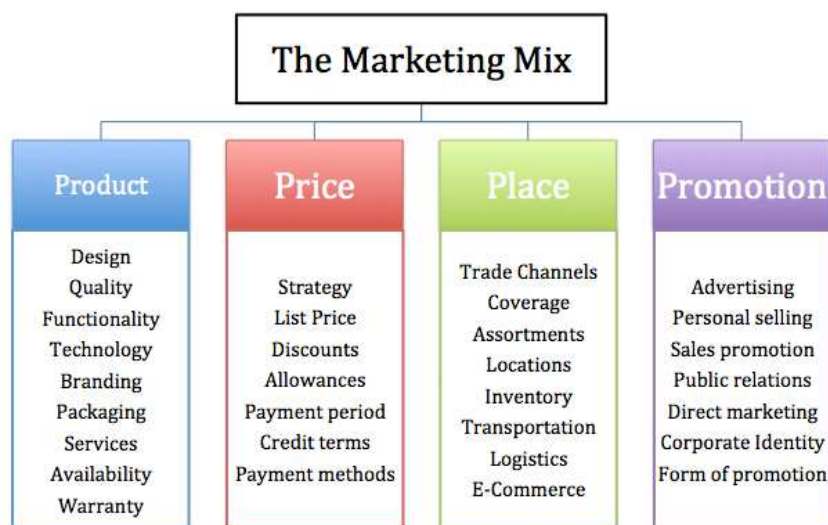 The Marketing Mix
Product
Design
Quality
Functionality
Technology
Branding
Packaging
Services
Availability
Warranty
Price
Strategy
List Price
Discounts
Allowances
Payment period
Credit terms
Payment methods
Place
Trade Channels
Coverage
Assortments
Locations
Inventory
Transportation
Logistics
E-Commerce
Promotion
Advertising
Personal selling
Sales promotion
Public relations
Direct marketing
Corporate Identity
Form of promotion